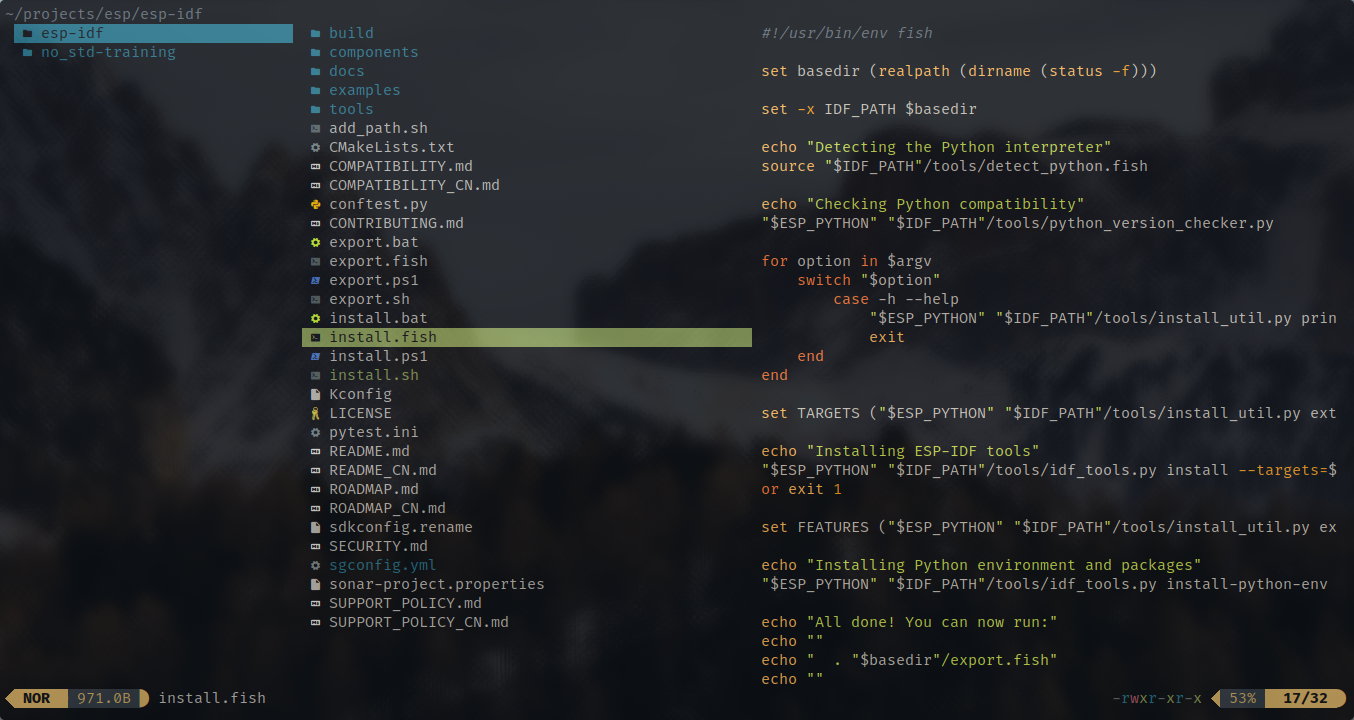 ~/projects/esp/esp-idf
esp-idf
no_std-training
build
components
docs
examples
tools
add_path.sh
CMakeLists.txt
COMPATIBILITY.md
COMPATIBILITY_CN.md
conftest.py
CONTRIBUTING.md
export.bat
export.fish
export.ps1
export.sh
install.bat
install.fish
install.ps1
install.sh
Kconfig
LICENSE
pytest.ini
README.md
README_CN.md
ROADMAP.md
ROADMAP_CN.md
sdkconfig.rename
SECURITY.md
sgconfig.yml
sonar-project.properties
SUPPORT_POLICY.md
SUPPORT_POLICY_CN.md
#!/usr/bin/env fish
set basedir (realpath (dirname (status -f)))
set -x IDF_PATH $basedir
echo "Detecting the Python interpreter"
source "$IDF_PATH"/tools/detect_python.fish
echo "Checking Python compatibility"
"$ESP_PYTHON" "$IDF_PATH"/tools/python_version_checker.py
for option in $argv
    switch "$option"
        case -h --help
            "$ESP_PYTHON" "$IDF_PATH"/tools/install_util.py prin
            exit
    end
end
set TARGETS ("$ESP_PYTHON" "$IDF_PATH"/tools/install_util.py ext
echo "Installing ESP-IDF tools"
"$ESP_PYTHON" "$IDF_PATH"/tools/idf_tools.py install --targets=$
or exit 1
set FEATURES ("$ESP_PYTHON" "$IDF_PATH"/tools/install_util.py ex
echo "Installing Python environment and packages"
"$ESP_PYTHON" "$IDF_PATH"/tools/idf_tools.py install-python-env
echo "All done! You can now run:"
echo ""
echo "  . "$basedir"/export.fish"
echo ""
NOR 971.0B install.fish -rwxr-xr-x 53% 17/32